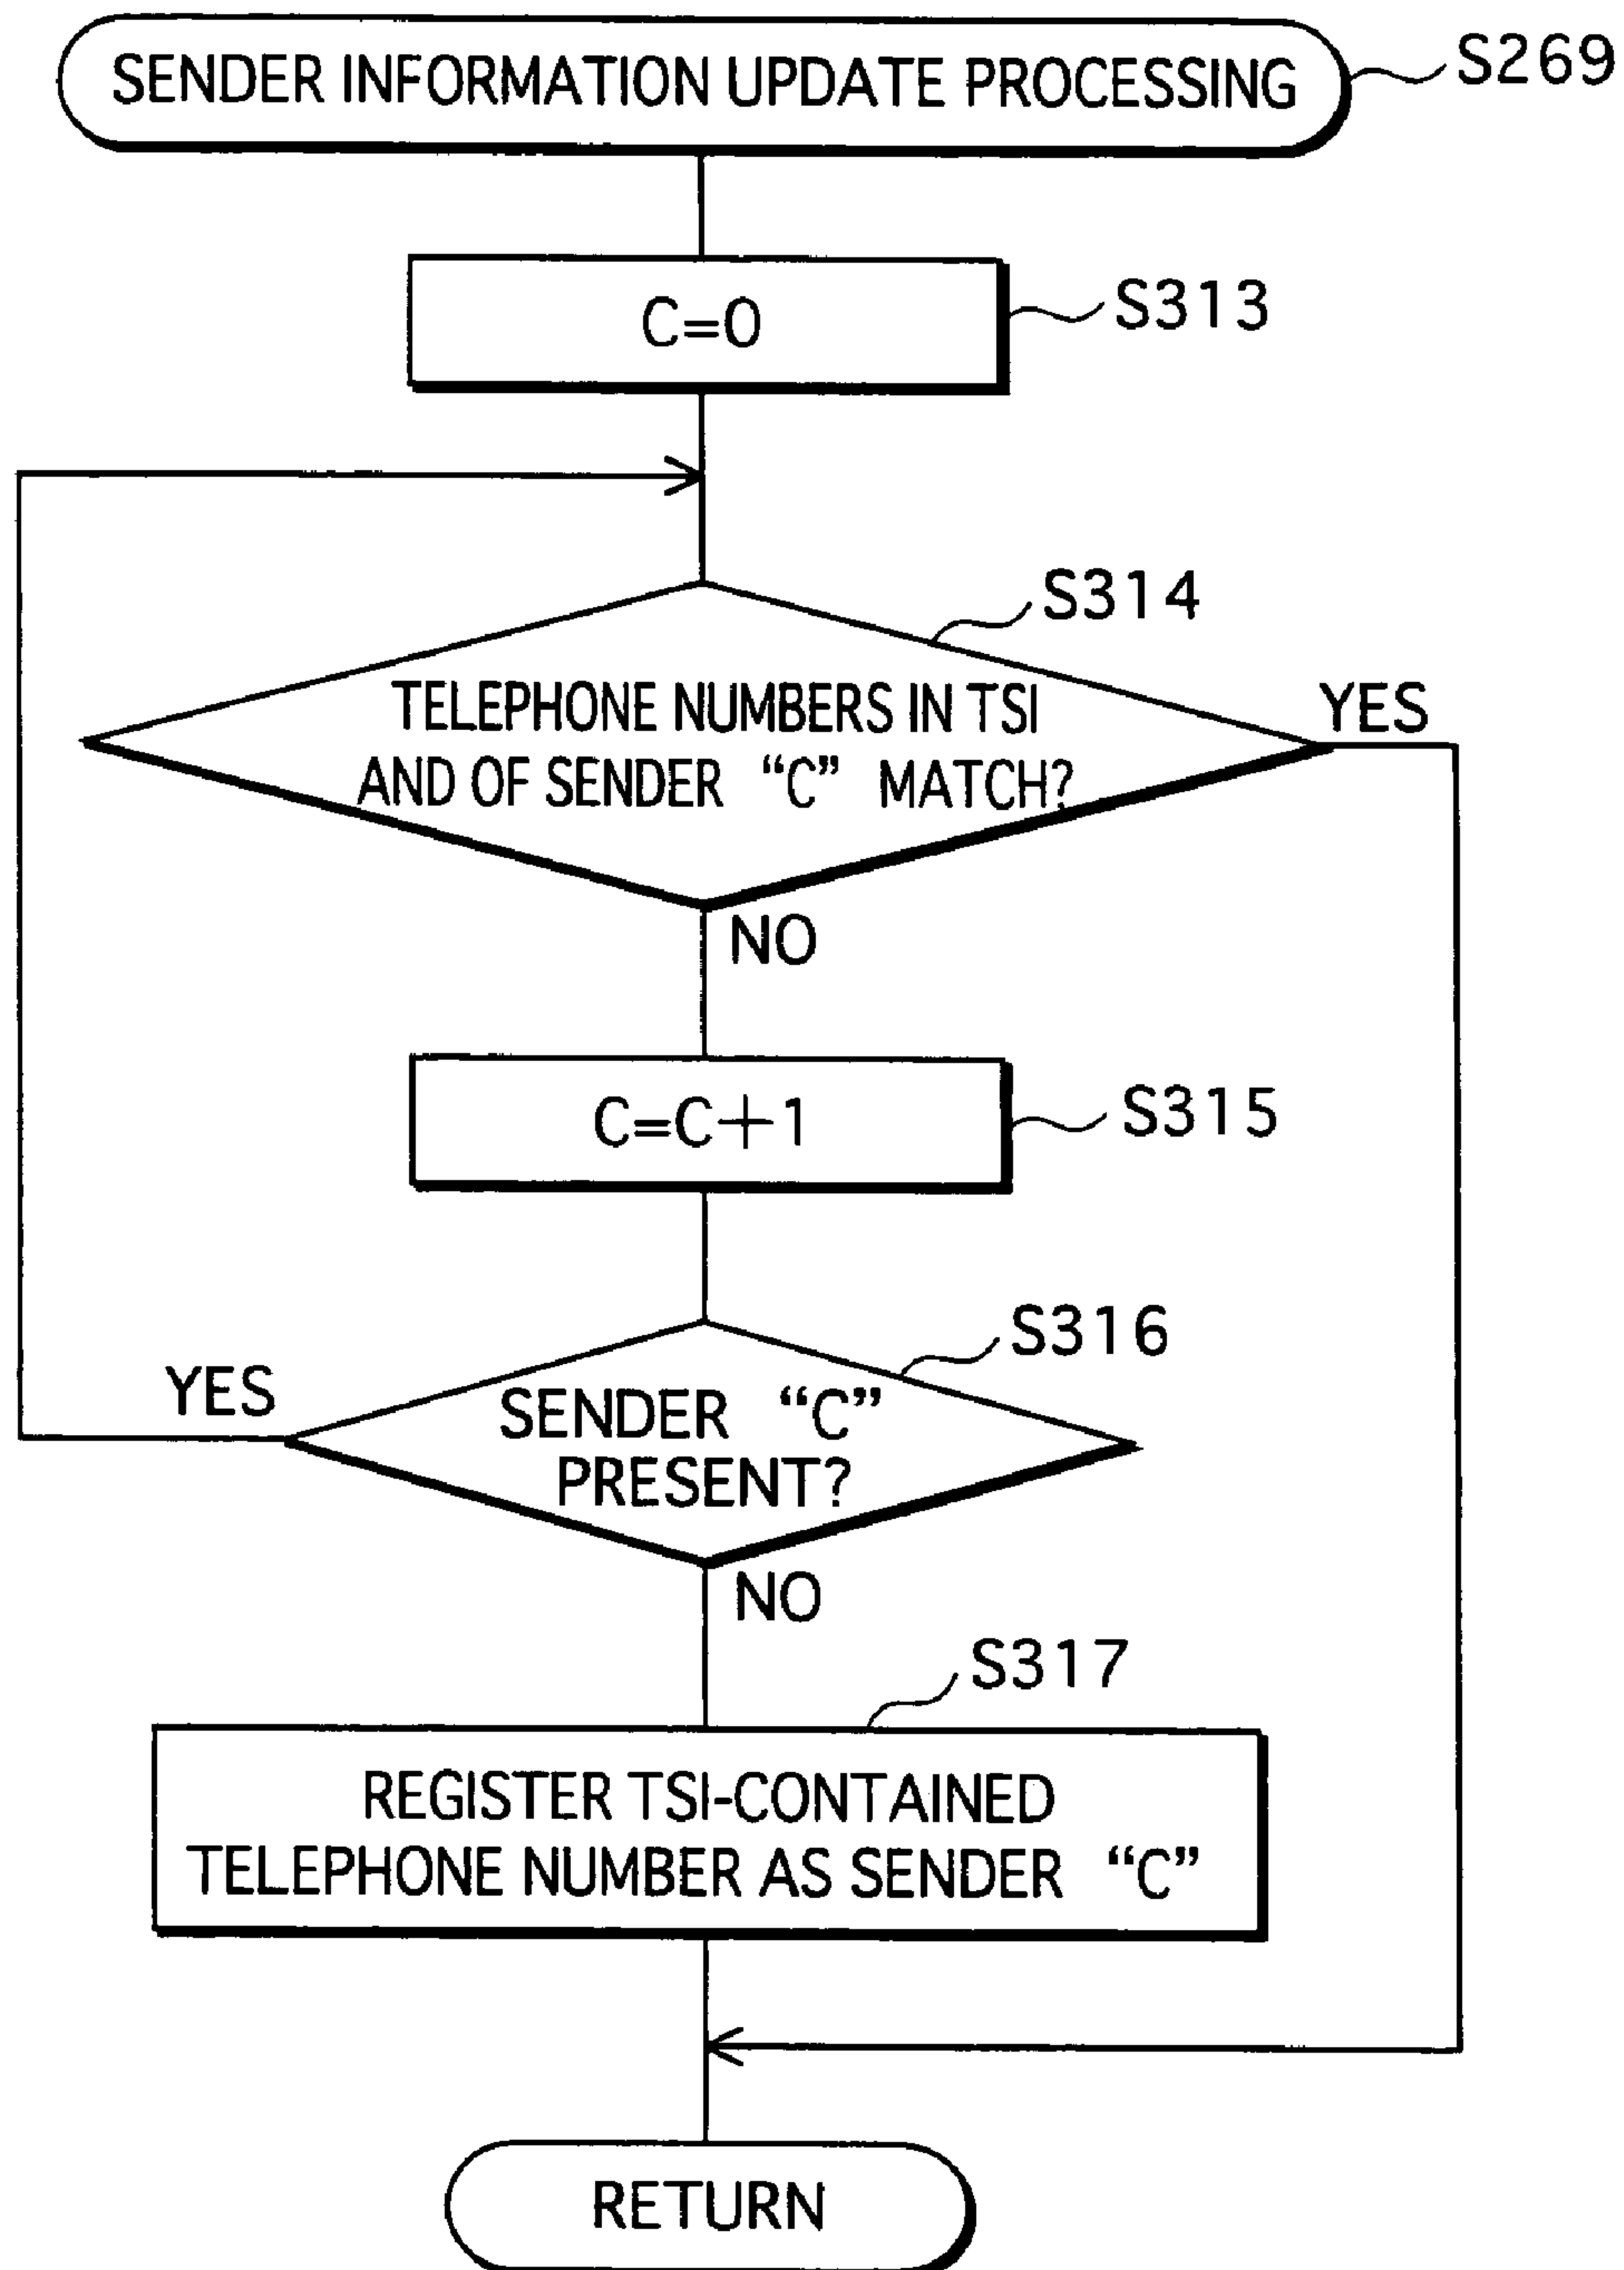 SENDER INFORMATION UPDATE PROCESSING
S269
C=0
S313
S314
TELEPHONE NUMBERS IN TSI
AND OF SENDER “C” MATCH?
YES
NO
C=C+1
S315
S316
YES
SENDER “C”
PRESENT?
NO
S317
REGISTER TSI-CONTAINED
TELEPHONE NUMBER AS SENDER “C”
RETURN